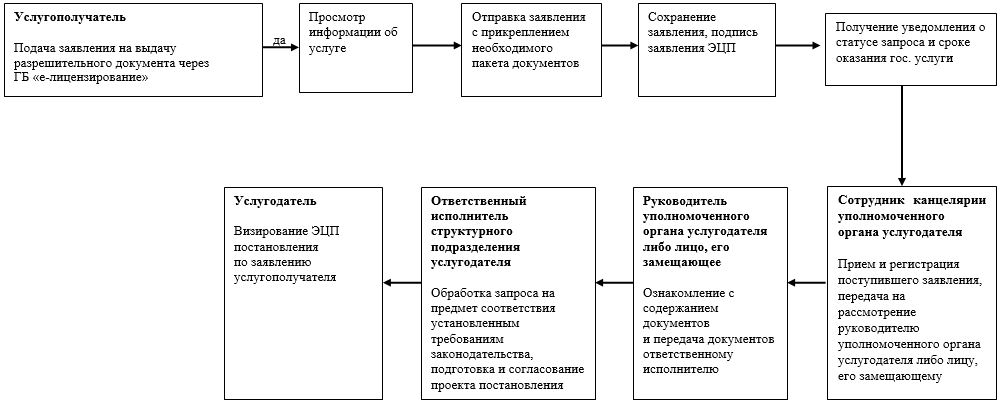 Услугополучатель
Подача заявления на выдачу
разрешительного документа через
ГБ «е-лицензирование»
да
Просмотр
информации об
услуге
Отправка заявления
с прикреплением
необходимого
пакета документов
Сохранение
заявления, подпись
заявления ЭЦП
Получение уведомления о
статусе запроса и сроке
оказания гос. услуги
Сотрудник канцелярии
уполномоченного
органа услугодателя
Прием и регистрация
поступившего заявления,
передача на
рассмотрение
руководителю
уполномоченного органа
услугодателя либо лицу,
его замещающему
Руководитель
уполномоченного
органа услугодателя
либо лицо, его
замещающее
Ознакомление с
содержанием
документов
и передача документов
ответственному
исполнителю
Ответственный
исполнитель
структурного
подразделения
услугодателя
Обработка запроса на
предмет соответствия
установленным
требованиям
законодательства,
подготовка и согласование
проекта постановления
Услугодатель
Визирование ЭЦП
постановления
по заявлению
услугополучателя